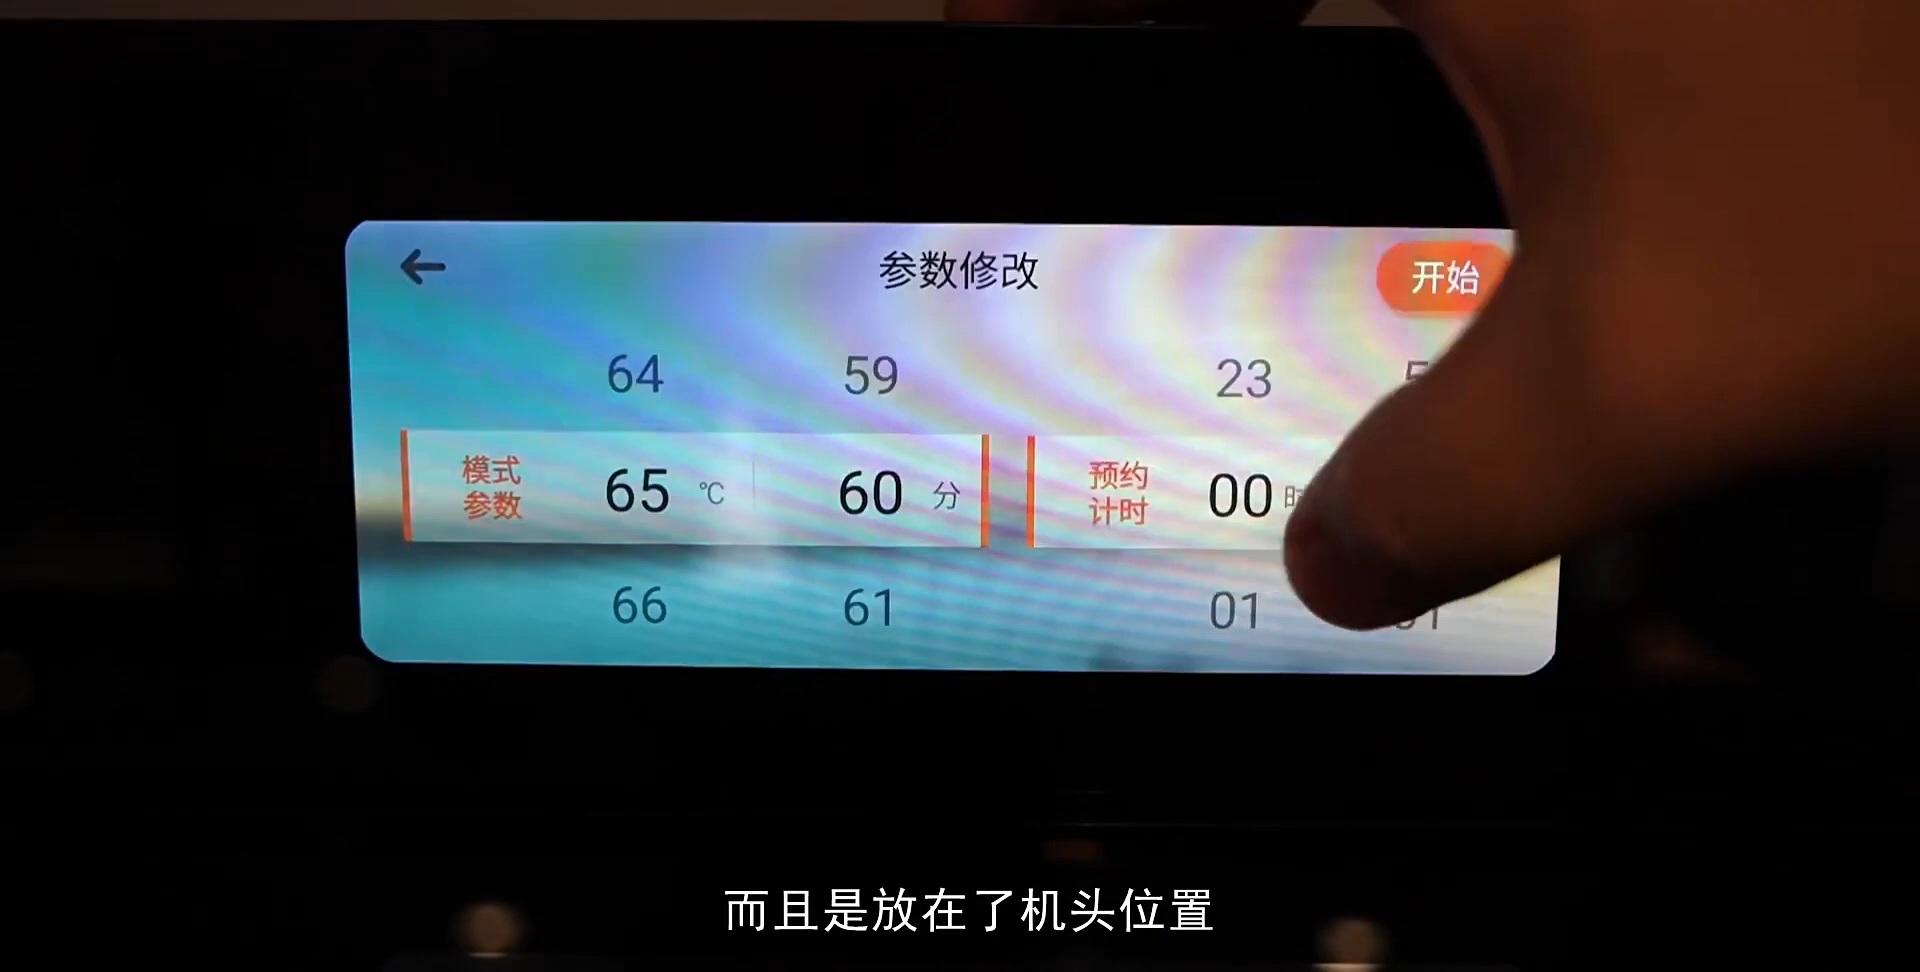 参数修改
开始
64 59 23
模式参数 65 ℃ 60 分
预约计时 00
66 61 01
而且是放在了机头位置